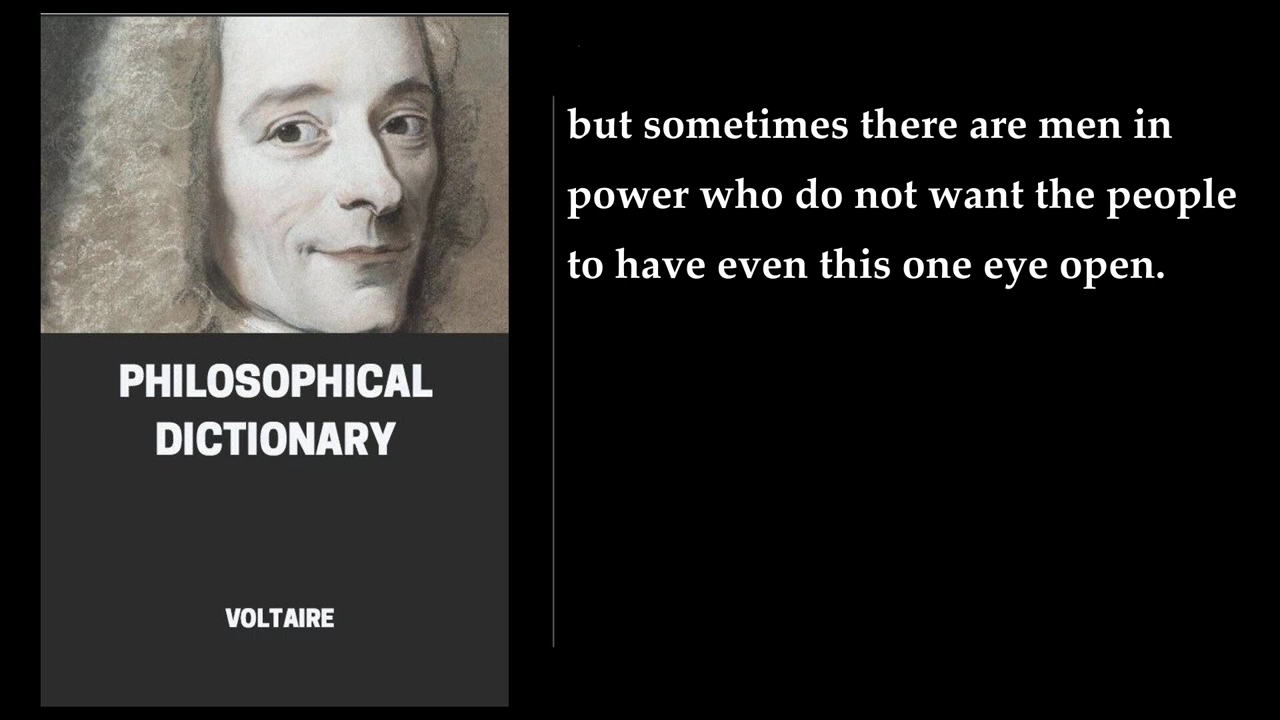 PHILOSOPHICAL
DICTIONARY
VOLTAIRE
but sometimes there are men in
power who do not want the people
to have even this one eye open.